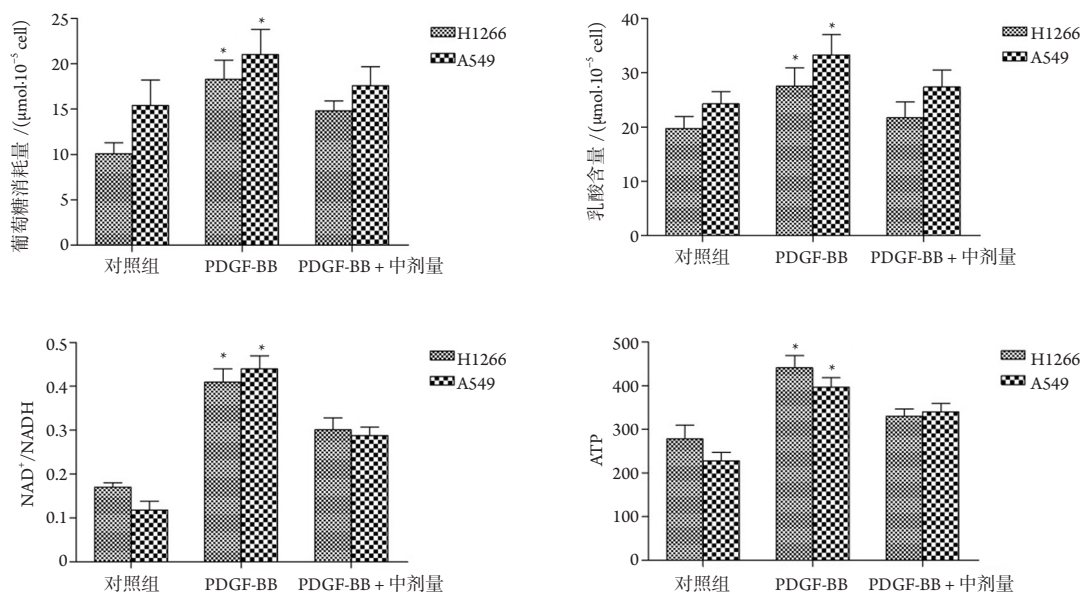 葡萄糖消耗量 /(μmol·10⁻⁵ cell)
25
20
15
10
5
0
*
*
H1266
A549
对照组
PDGF-BB
PDGF-BB + 中剂量
乳酸含量 /(μmol·10⁻⁵ cell)
40
30
20
10
0
*
*
H1266
A549
对照组
PDGF-BB
PDGF-BB + 中剂量
NAD⁺/NADH
0.5
0.4
0.3
0.2
0.1
0
*
*
H1266
A549
对照组
PDGF-BB
PDGF-BB + 中剂量
ATP
500
400
300
200
100
0
*
*
H1266
A549
对照组
PDGF-BB
PDGF-BB + 中剂量